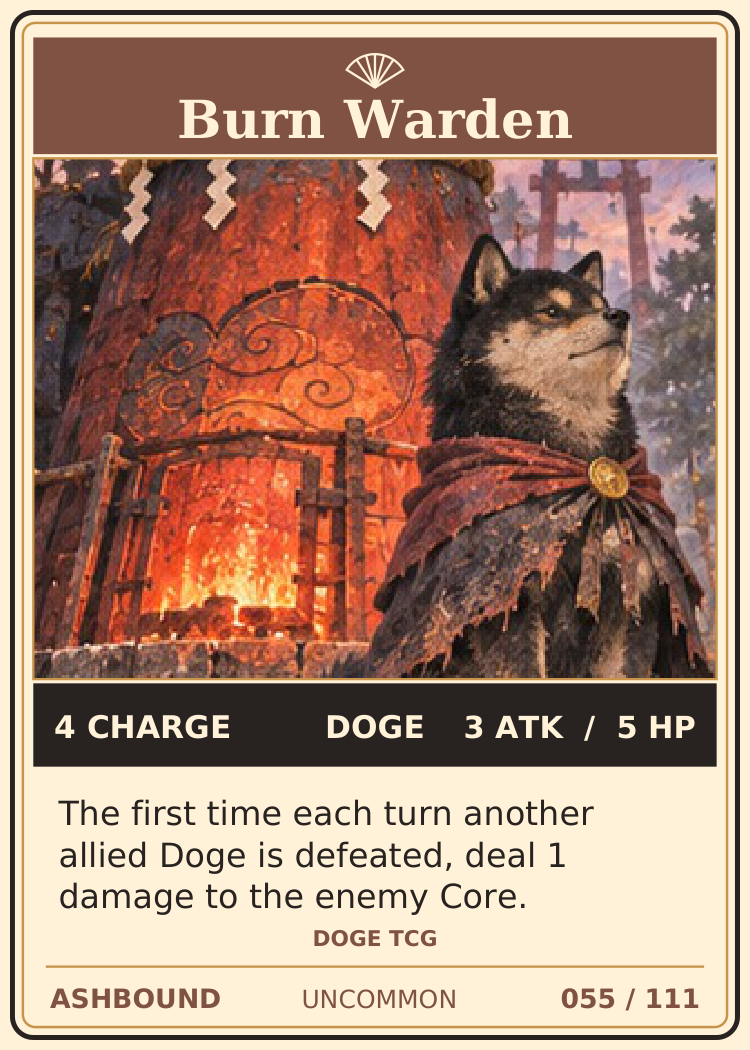 Burn Warden
4 CHARGE DOGE 3 ATK / 5 HP
The first time each turn another
allied Doge is defeated, deal 1
damage to the enemy Core.
DOGE TCG
ASHBOUND UNCOMMON 055 / 111